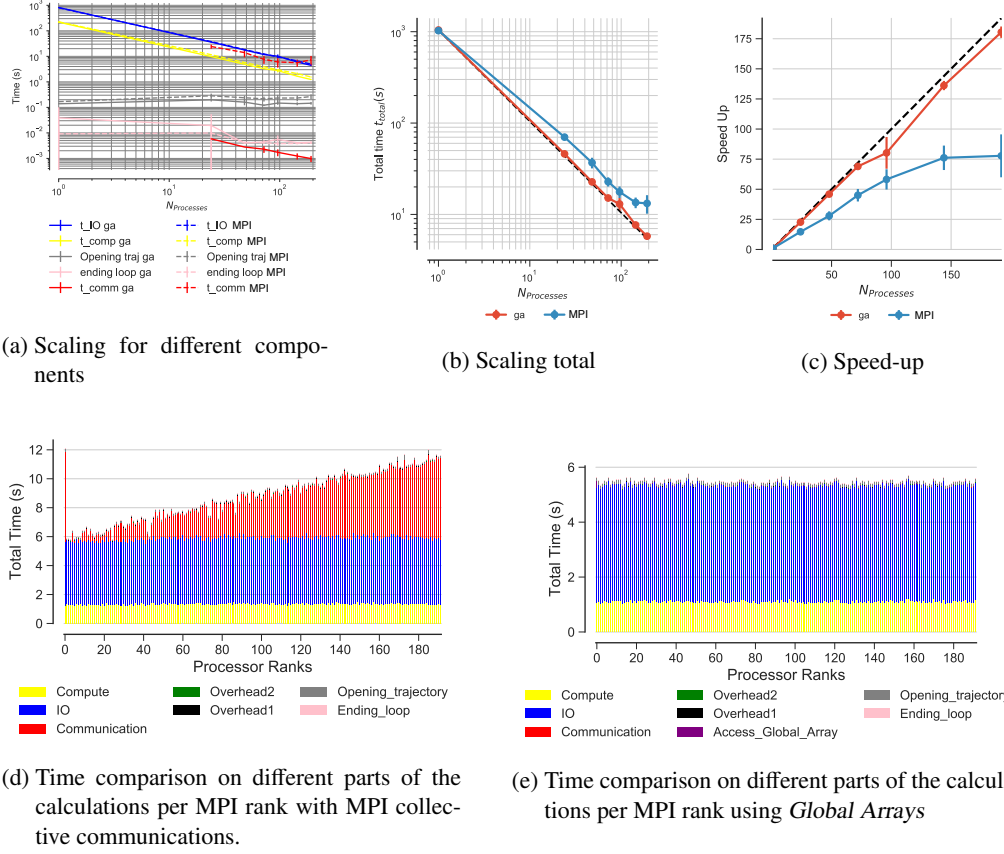 10³
10²
10¹
10⁰
10⁻¹
10⁻²
10⁻³
Time (s)
10⁰
10¹
10²
N_Processes
t_IO ga
t_comp ga
Opening traj ga
ending loop ga
t_comm ga
t_IO MPI
t_comp MPI
Opening traj MPI
ending loop MPI
t_comm MPI
(a) Scaling for different compo-
nents
10³
10²
10¹
Total time t_total(s)
10⁰
10¹
10²
N_Processes
ga
MPI
(b) Scaling total
175
150
125
100
75
50
25
0
Speed Up
50
100
150
N_Processes
ga
MPI
(c) Speed-up
12
10
8
6
4
2
0
Total Time (s)
0 20 40 60 80 100 120 140 160 180
Processor Ranks
Compute
IO
Communication
Overhead2
Overhead1
Opening_trajectory
Ending_loop
(d) Time comparison on different parts of the
calculations per MPI rank with MPI collec-
tive communications.
6
4
2
0
Total Time (s)
0 20 40 60 80 100 120 140 160 180
Processor Ranks
Compute
IO
Communication
Overhead2
Overhead1
Access_Global_Array
Opening_trajectory
Ending_loop
(e) Time comparison on different parts of the calcul
tions per MPI rank using Global Arrays